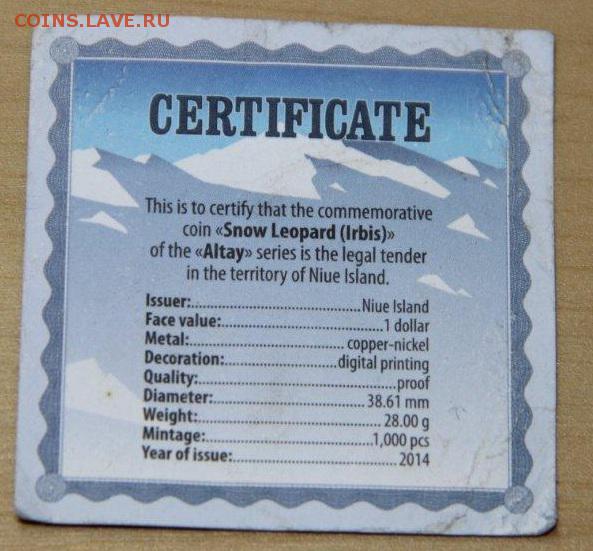 COINS.LAVE.RU
CERTIFICATE
This is to certify that the commemorative
coin «Snow Leopard (Irbis)»
of the «Altay» series is the legal tender
in the territory of Niue Island.
Issuer:..............................................Niue Island
Face value:............................................1 dollar
Metal:..........................................copper-nickel
Decoration:..............................digital printing
Quality:....................................................proof
Diameter:..........................................38.61 mm
Weight:................................................28.00 g
Mintage:............................................1,000 pcs
Year of issue:............................................2014